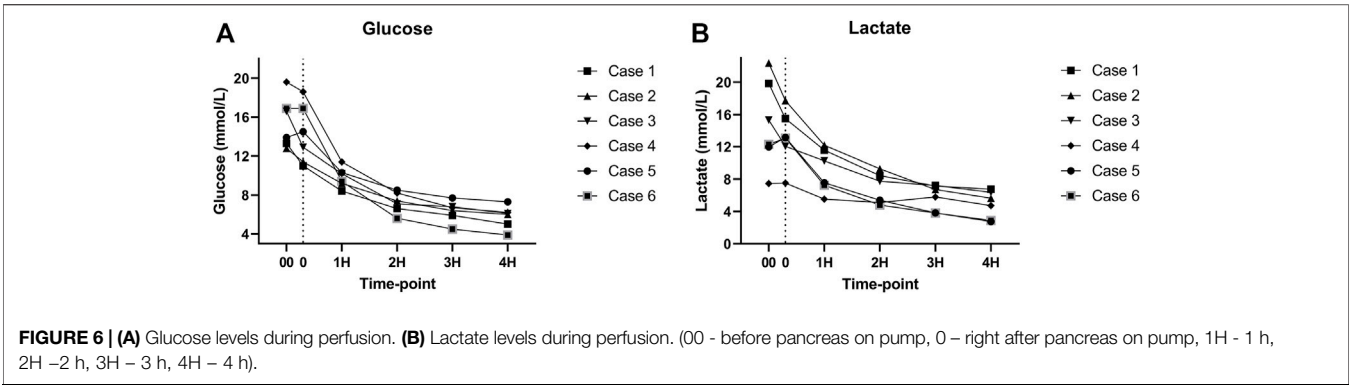 A
Glucose
Glucose (mmol/L)
20
16
12
8
4
00 0 1H 2H 3H 4H
Time-point
Case 1
Case 2
Case 3
Case 4
Case 5
Case 6
B
Lactate
Lactate (mmol/L)
20
16
12
8
4
0
00 0 1H 2H 3H 4H
Time-point
Case 1
Case 2
Case 3
Case 4
Case 5
Case 6
FIGURE 6 | (A) Glucose levels during perfusion. (B) Lactate levels during perfusion. (00 - before pancreas on pump, 0 – right after pancreas on pump, 1H - 1 h,
2H –2 h, 3H – 3 h, 4H – 4 h).